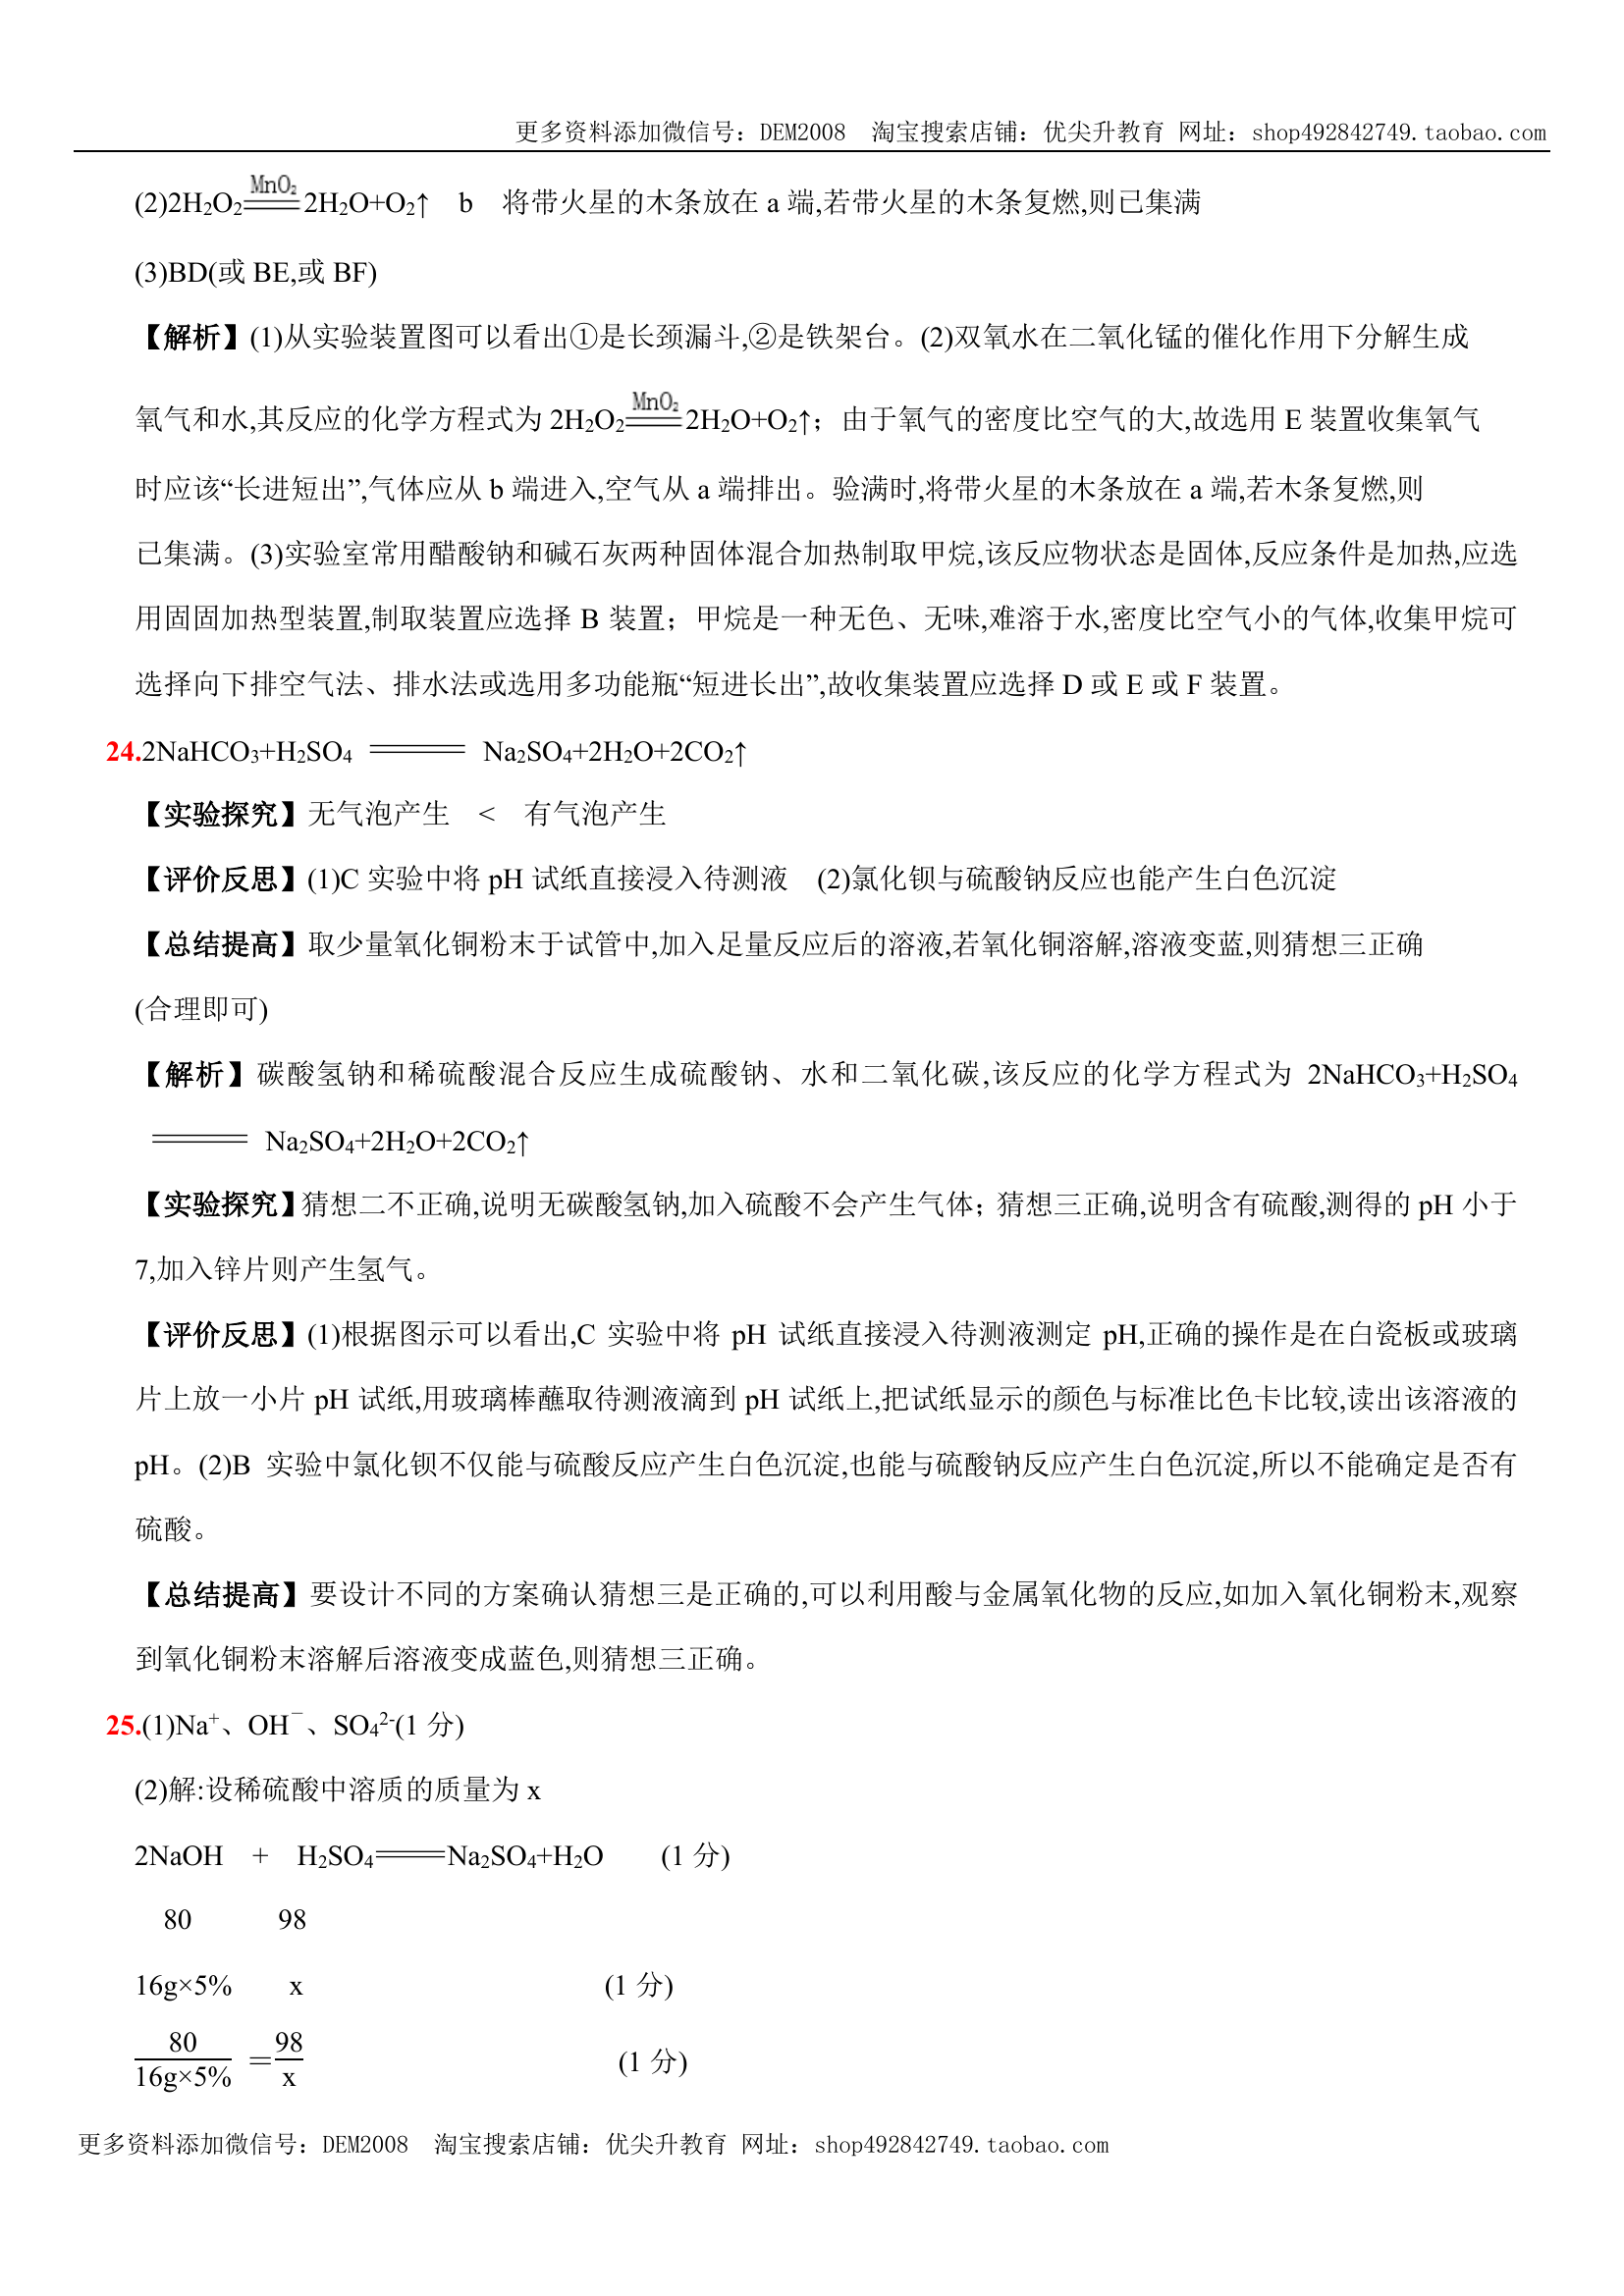 更多资料添加微信号：DEM2008　淘宝搜索店铺：优尖升教育 网址：shop492842749.taobao.com
(2)2H₂O₂ MnO₂ ═══ 2H₂O+O₂↑　b　将带火星的木条放在 a 端,若带火星的木条复燃,则已集满
(3)BD(或 BE,或 BF)
【解析】(1)从实验装置图可以看出①是长颈漏斗,②是铁架台。(2)双氧水在二氧化锰的催化作用下分解生成
氧气和水,其反应的化学方程式为 2H₂O₂ MnO₂ ═══ 2H₂O+O₂↑；由于氧气的密度比空气的大,故选用 E 装置收集氧气
时应该“长进短出”,气体应从 b 端进入,空气从 a 端排出。验满时,将带火星的木条放在 a 端,若木条复燃,则
已集满。(3)实验室常用醋酸钠和碱石灰两种固体混合加热制取甲烷,该反应物状态是固体,反应条件是加热,应选
用固固加热型装置,制取装置应选择 B 装置；甲烷是一种无色、无味,难溶于水,密度比空气小的气体,收集甲烷可
选择向下排空气法、排水法或选用多功能瓶“短进长出”,故收集装置应选择 D 或 E 或 F 装置。
24.2NaHCO₃+H₂SO₄ ═══ Na₂SO₄+2H₂O+2CO₂↑
【实验探究】无气泡产生　<　有气泡产生
【评价反思】(1)C 实验中将 pH 试纸直接浸入待测液　(2)氯化钡与硫酸钠反应也能产生白色沉淀
【总结提高】取少量氧化铜粉末于试管中,加入足量反应后的溶液,若氧化铜溶解,溶液变蓝,则猜想三正确
(合理即可)
【解析】碳酸氢钠和稀硫酸混合反应生成硫酸钠、水和二氧化碳,该反应的化学方程式为 2NaHCO₃+H₂SO₄
═══ Na₂SO₄+2H₂O+2CO₂↑
【实验探究】猜想二不正确,说明无碳酸氢钠,加入硫酸不会产生气体；猜想三正确,说明含有硫酸,测得的 pH 小于
7,加入锌片则产生氢气。
【评价反思】(1)根据图示可以看出,C 实验中将 pH 试纸直接浸入待测液测定 pH,正确的操作是在白瓷板或玻璃
片上放一小片 pH 试纸,用玻璃棒蘸取待测液滴到 pH 试纸上,把试纸显示的颜色与标准比色卡比较,读出该溶液的
pH。(2)B 实验中氯化钡不仅能与硫酸反应产生白色沉淀,也能与硫酸钠反应产生白色沉淀,所以不能确定是否有
硫酸。
【总结提高】要设计不同的方案确认猜想三是正确的,可以利用酸与金属氧化物的反应,如加入氧化铜粉末,观察
到氧化铜粉末溶解后溶液变成蓝色,则猜想三正确。
25.(1)Na⁺、OH⁻、SO₄²⁻(1 分)
(2)解:设稀硫酸中溶质的质量为 x
2NaOH　+　H₂SO₄═══Na₂SO₄+H₂O　　(1 分)
80　　　98
16g×5%　　x　　(1 分)
80/16g×5% ＝ 98/x　　(1 分)
更多资料添加微信号：DEM2008　淘宝搜索店铺：优尖升教育 网址：shop492842749.taobao.com